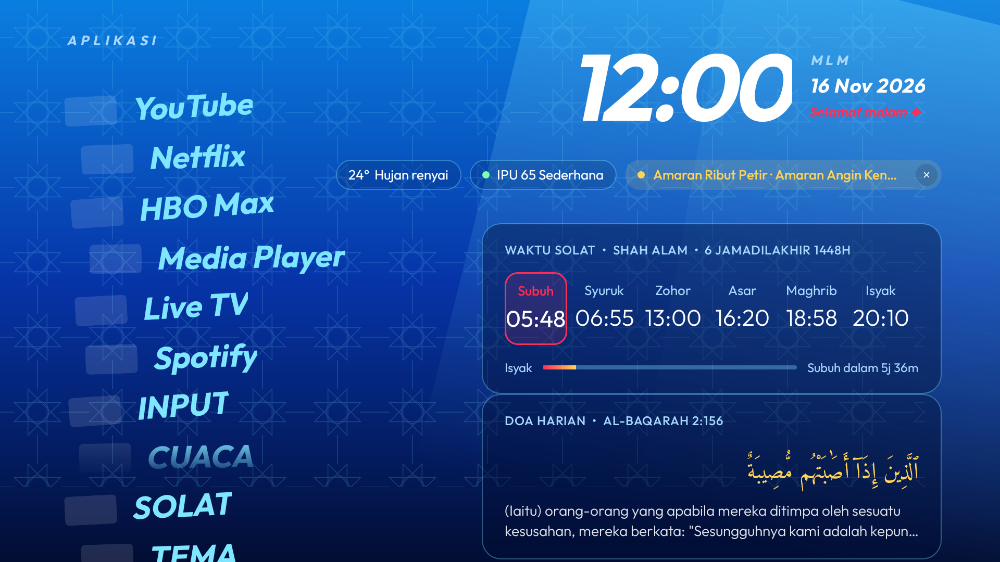 APLIKASI
YouTube
Netflix
HBO Max
Media Player
Live TV
Spotify
INPUT
CUACA
SOLAT
TEMA
12:00
MLM
16 Nov 2026
Selamat malam
24° Hujan renyai
IPU 65 Sederhana
Amaran Ribut Petir · Amaran Angin Ken...
×
WAKTU SOLAT • SHAH ALAM • 6 JAMADILAKHIR 1448H
Subuh Syuruk Zohor Asar Maghrib Isyak
05:48 06:55 13:00 16:20 18:58 20:10
Isyak Subuh dalam 5j 36m
DOA HARIAN • AL-BAQARAH 2:156
ٱلَّذِينَ إِذَآ أَصَٰبَتْهُم مُّصِيبَةٌ
(Iaitu) orang-orang yang apabila mereka ditimpa oleh sesuatu
kesusahan, mereka berkata: "Sesungguhnya kami adalah kepun...